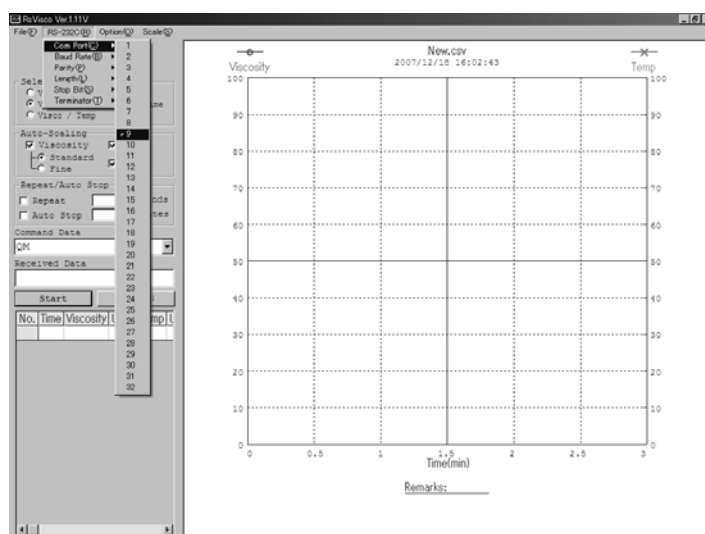 RsVisco Ver.1.11V
File(F) RS-232C(R) Option(O) Scale(S)
Com Port(C)
Baud Rate(B)
Parity(P)
Length(L)
Stop Bit(S)
Terminator(T)
1
2
3
4
5
6
7
8
9
10
11
12
13
14
15
16
17
18
19
20
21
22
23
24
25
26
27
28
29
30
31
32
Sele
Visco / Temp
Auto-Scaling
Viscosity
Standard
Fine
Repeat/Auto Stop
Repeat
Auto Stop
Command Data
QM
Received Data
Start
No. Time Viscosity
New.csv
2007/12/18 16:02:43
Viscosity
Temp
100
90
80
70
60
50
40
30
20
10
0
100
90
80
70
60
50
40
30
20
10
0
0 0.5 1 1.5 2 2.5 3
Time(min)
Remarks: